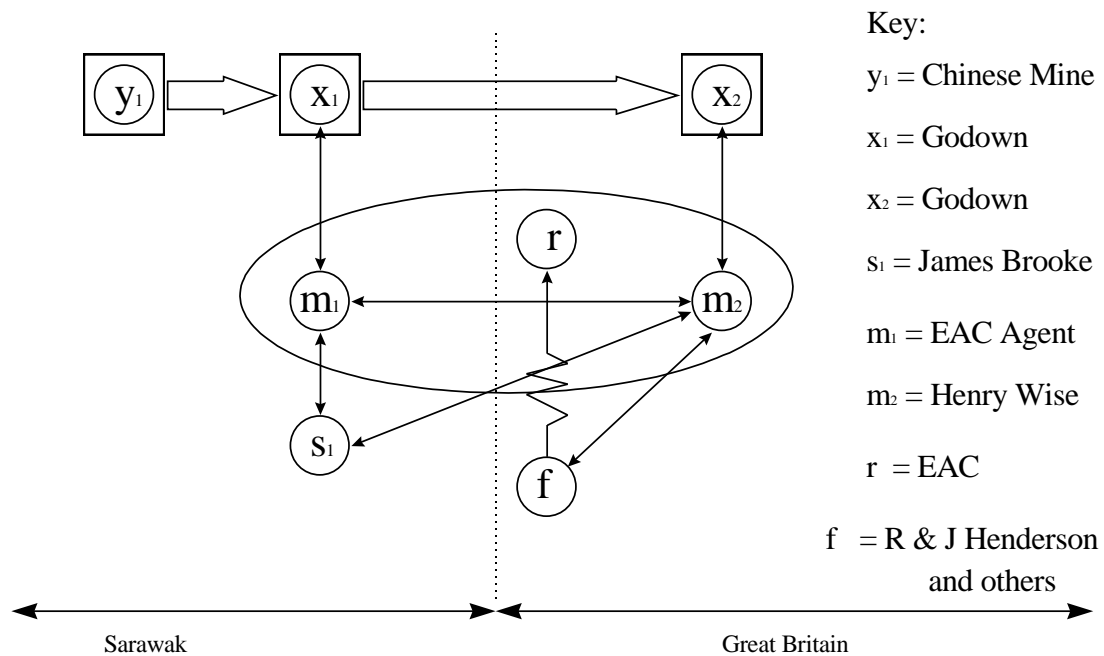 Key:
y₁
x₁
x₂
y₁ = Chinese Mine
x₁ = Godown
x₂ = Godown
r
s₁ = James Brooke
m₁
m₂
m₁ = EAC Agent
m₂ = Henry Wise
s₁
f
r = EAC
f = R & J Henderson
and others
Sarawak
Great Britain